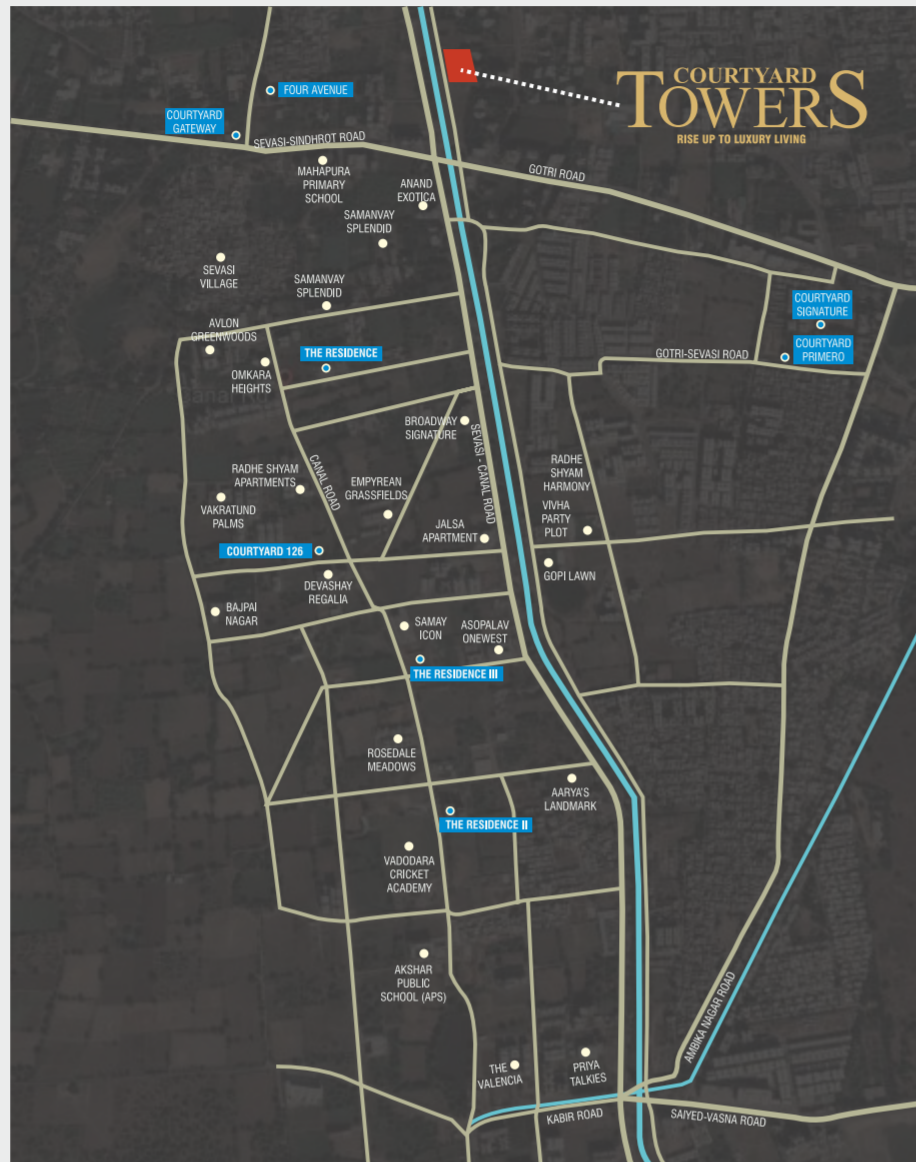 COURTYARD
TOWERS
RISE UP TO LUXURY LIVING
FOUR AVENUE
COURTYARD
GATEWAY
SEVASI-SINDHROT ROAD
MAHAPURA
PRIMARY
SCHOOL
ANAND
EXOTICA
GOTRI ROAD
SAMANVAY
SPLENDID
SEVASI
VILLAGE
SAMANVAY
SPLENDID
COURTYARD
SIGNATURE
AVLON
GREENWOODS
THE RESIDENCE
GOTRI-SEVASI ROAD
COURTYARD
PRIMERO
OMKARA
HEIGHTS
BROADWAY
SIGNATURE
SEVASI - CANAL ROAD
CANAL ROAD
RADHE SHYAM
APARTMENTS
EMPYREAN
GRASSFIELDS
RADHE
SHYAM
HARMONY
VAKRATUND
PALMS
VIVHA
PARTY
PLOT
JALSA
APARTMENT
COURTYARD 126
GOPI LAWN
DEVASHAY
REGALIA
BAJPAI
NAGAR
SAMAY
ICON
ASOPALAV
ONEWEST
THE RESIDENCE III
ROSEDALE
MEADOWS
AARYA'S
LANDMARK
THE RESIDENCE II
VADODARA
CRICKET
ACADEMY
AKSHAR
PUBLIC
SCHOOL (APS)
AMBIKA NAGAR ROAD
THE
VALENCIA
PRIYA
TALKIES
KABIR ROAD
SAIYED-VASNA ROAD